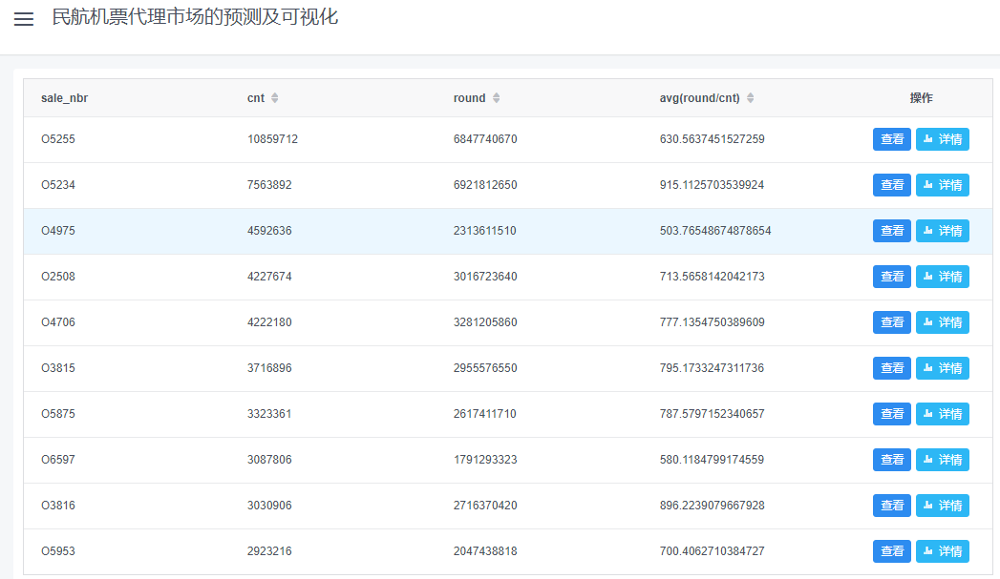 民航机票代理市场的预测及可视化
sale_nbr cnt round avg(round/cnt) 操作
O5255 10859712 6847740670 630.5637451527259 查看 详情
O5234 7563892 6921812650 915.1125703539924 查看 详情
O4975 4592636 2313611510 503.76548674878654 查看 详情
O2508 4227674 3016723640 713.5658142042173 查看 详情
O4706 4222180 3281205860 777.1354750389609 查看 详情
O3815 3716896 2955576550 795.1733247311736 查看 详情
O5875 3323361 2617411710 787.5797152340657 查看 详情
O6597 3087806 1791293323 580.1184799174559 查看 详情
O3816 3030906 2716370420 896.2239079667928 查看 详情
O5953 2923216 2047438818 700.4062710384727 查看 详情